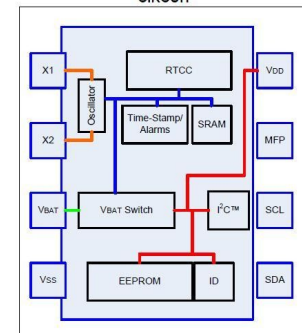 X1
RTCC
VDD
Oscillator
Time-Stamp/
Alarms
SRAM
X2
MFP
VBAT
VBAT Switch
I²C™
SCL
VSS
EEPROM
ID
SDA